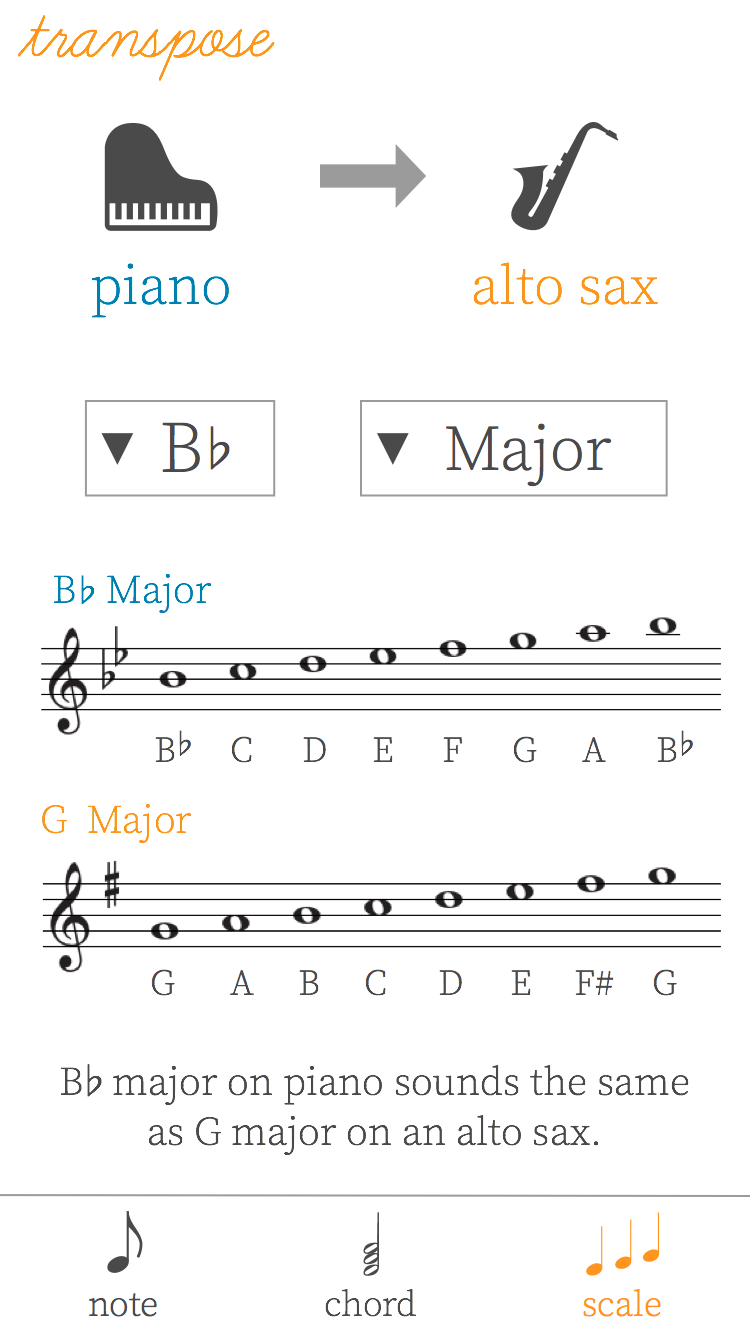 transpose
piano alto sax
B♭ Major
B♭ Major
B♭ C D E F G A B♭
G Major
G A B C D E F# G
B♭ major on piano sounds the same
as G major on an alto sax.
note chord scale